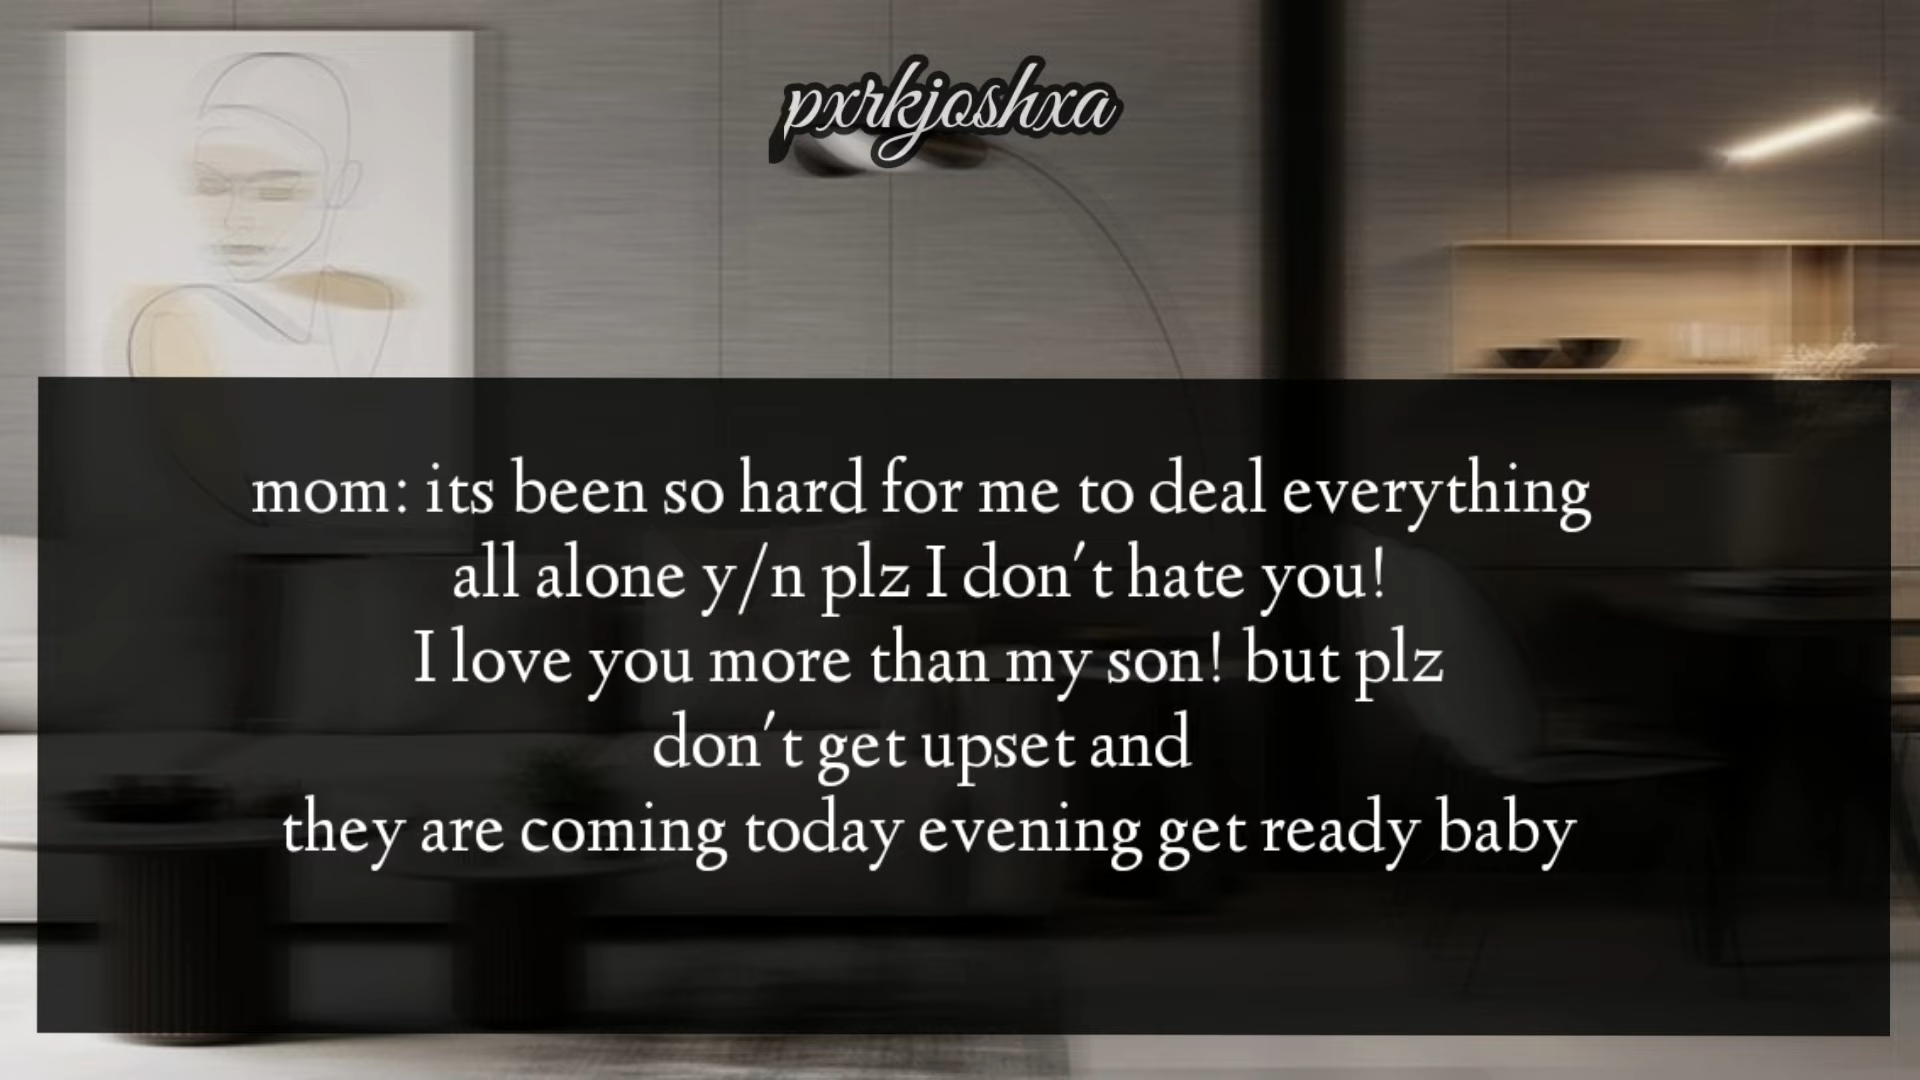 pxrkjoshxa
mom: its been so hard for me to deal everything
all alone y/n plz I don't hate you!
I love you more than my son! but plz
don't get upset and
they are coming today evening get ready baby